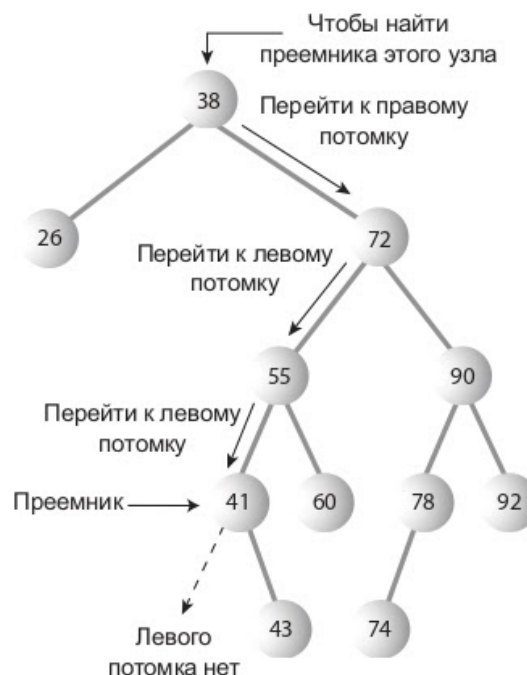 Чтобы найти
преемника этого узла
38
Перейти к правому
потомку
26
72
Перейти к левому
потомку
55
90
Перейти к левому
потомку
Преемник
41
60
78
92
43
74
Левого
потомка нет